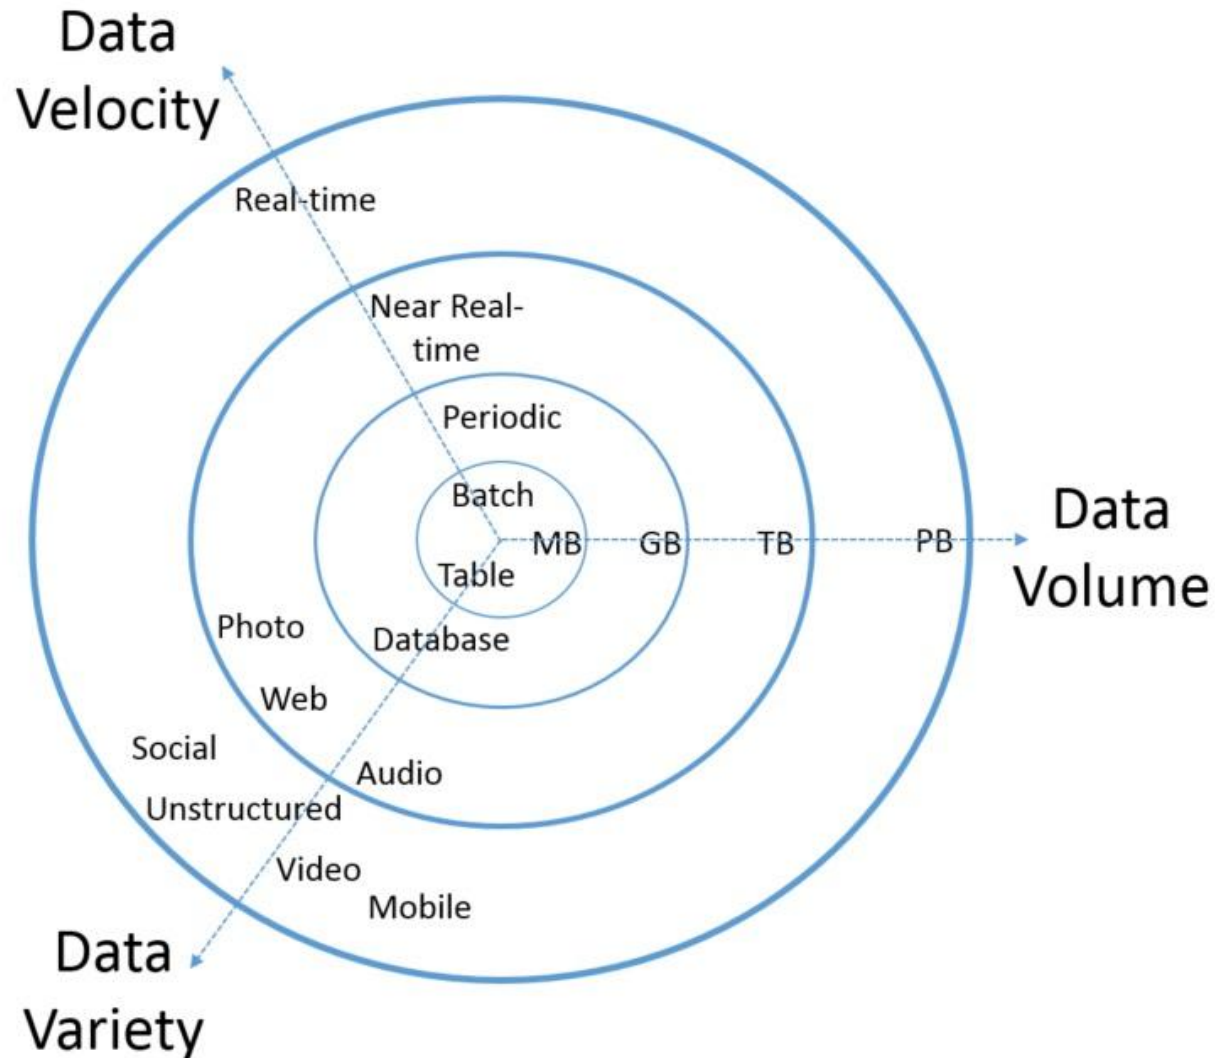 Data
Velocity
Real-time
Near Real-
time
Periodic
Batch
MB GB TB PB
Data
Volume
Table
Database
Photo
Web
Social
Audio
Unstructured
Video
Mobile
Data
Variety